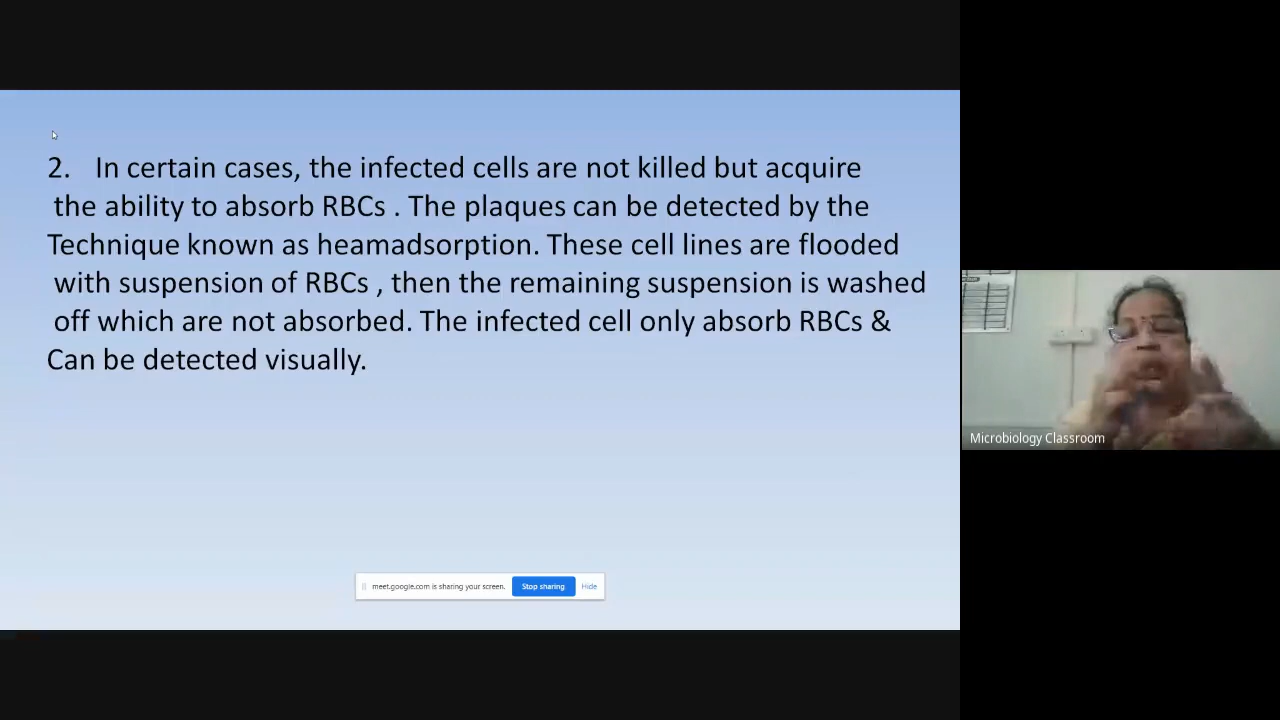 2. In certain cases, the infected cells are not killed but acquire
the ability to absorb RBCs . The plaques can be detected by the
Technique known as heamadsorption. These cell lines are flooded
with suspension of RBCs , then the remaining suspension is washed
off which are not absorbed. The infected cell only absorb RBCs &
Can be detected visually.
meet.google.com is sharing your screen. Stop sharing Hide
Microbiology Classroom